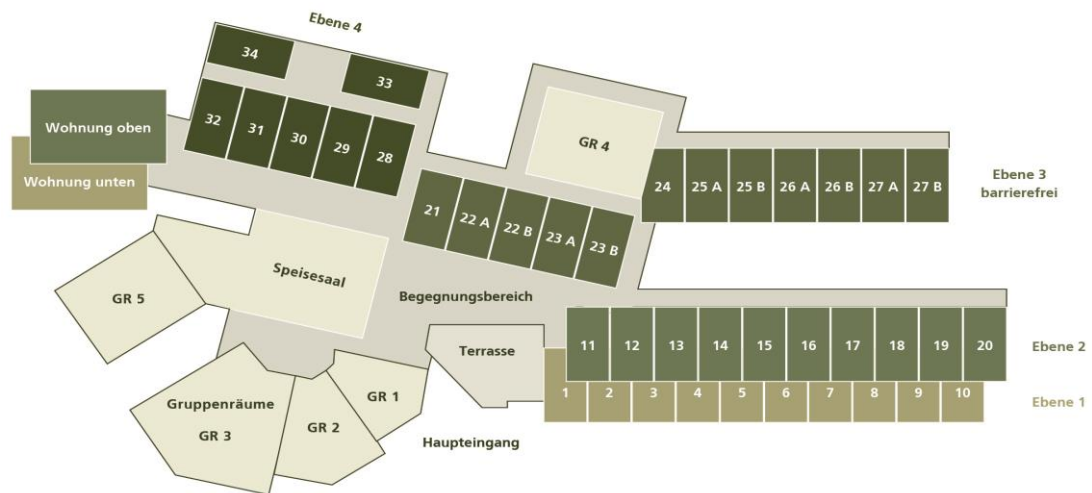 Ebene 4
34
33
32
31
30
29
28
Wohnung oben
Wohnung unten
GR 4
24
25 A
25 B
26 A
26 B
27 A
27 B
Ebene 3
barrierefrei
21
22 A
22 B
23 A
23 B
Speisesaal
GR 5
Begegnungsbereich
Terrasse
11
12
13
14
15
16
17
18
19
20
Ebene 2
1
2
3
4
5
6
7
8
9
10
Ebene 1
Gruppenräume
GR 3
GR 2
GR 1
Haupteingang